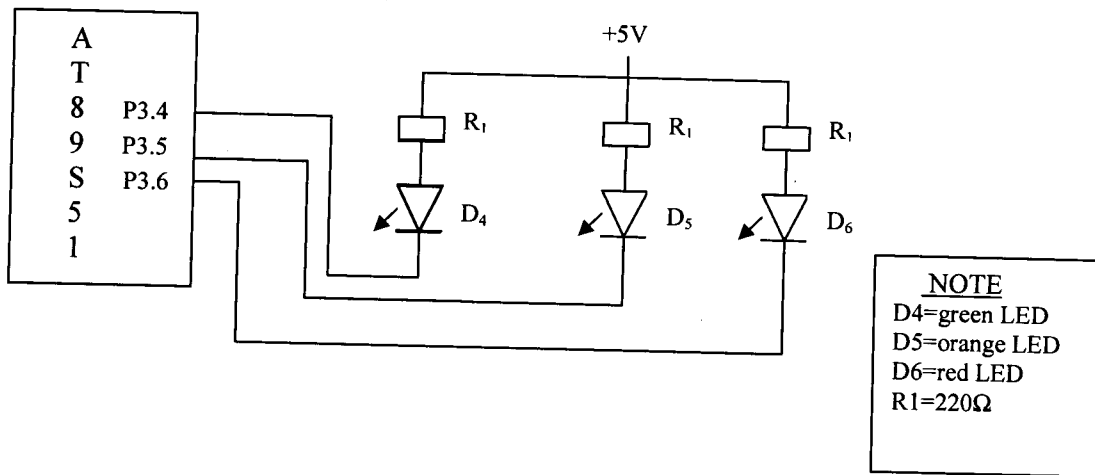 A
T
8
9
S
5
1
P3.4
P3.5
P3.6
+5V
R₁
R₁
R₁
D₄
D₅
D₆
NOTE
D4=green LED
D5=orange LED
D6=red LED
R1=220Ω